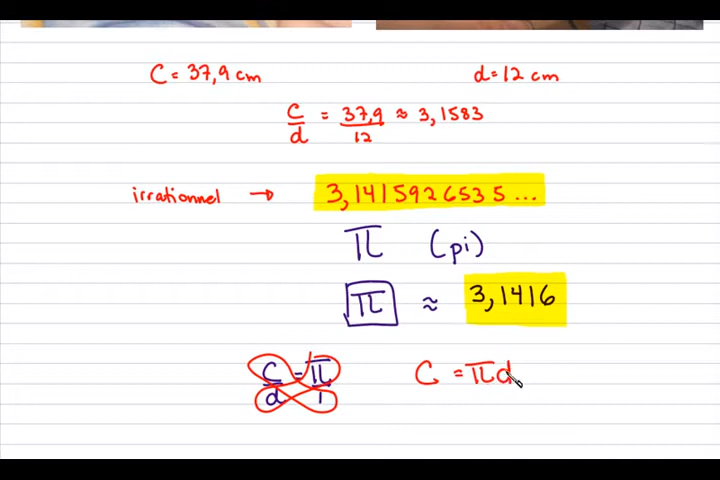 C = 37,9 cm d = 12 cm
C/d = 37,9/12 ≈ 3,1583
irrationnel → 3,1415926535...
π (pi)
π ≈ 3,1416
C/d = π/1 C = πd